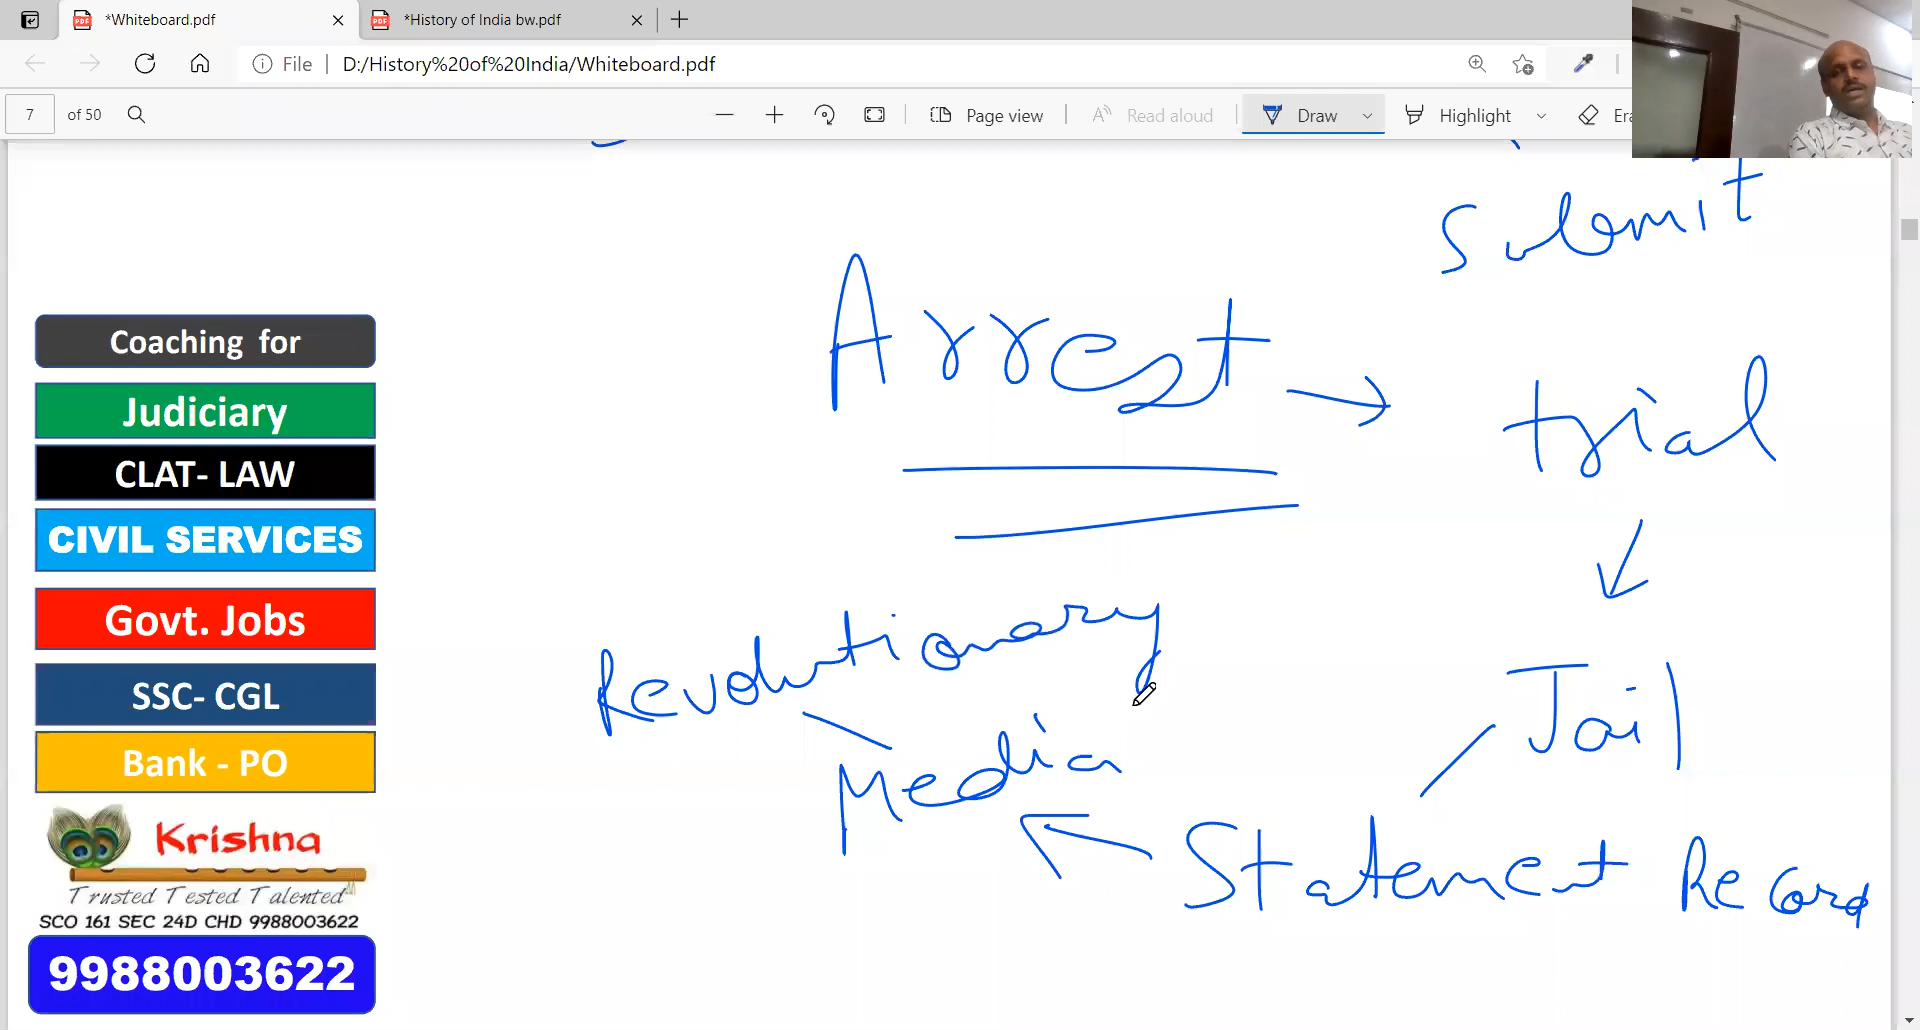 *Whiteboard.pdf
*History of India bw.pdf
File D:/History%20of%20India/Whiteboard.pdf
7 of 50 Page view Read aloud Draw Highlight Era
Submit
Arrest
trial
Coaching for
Judiciary
CLAT- LAW
CIVIL SERVICES
Govt. Jobs
SSC- CGL
Bank - PO
Krishna
Trusted Tested Talented
SCO 161 SEC 24D CHD 9988003622
9988003622
Revolutionary
Jail
Media
Statement Record